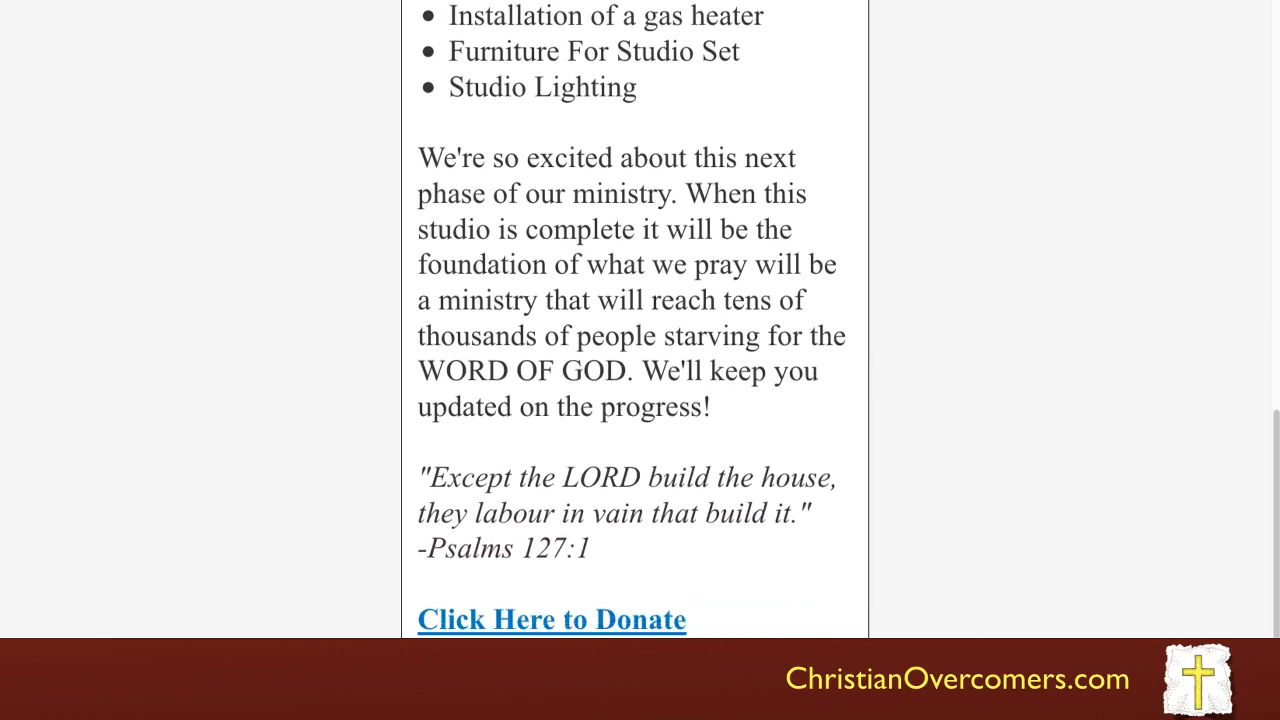 • Installation of a gas heater
• Furniture For Studio Set
• Studio Lighting
We're so excited about this next
phase of our ministry. When this
studio is complete it will be the
foundation of what we pray will be
a ministry that will reach tens of
thousands of people starving for the
WORD OF GOD. We'll keep you
updated on the progress!
"Except the LORD build the house,
they labour in vain that build it."
-Psalms 127:1
Click Here to Donate
ChristianOvercomers.com